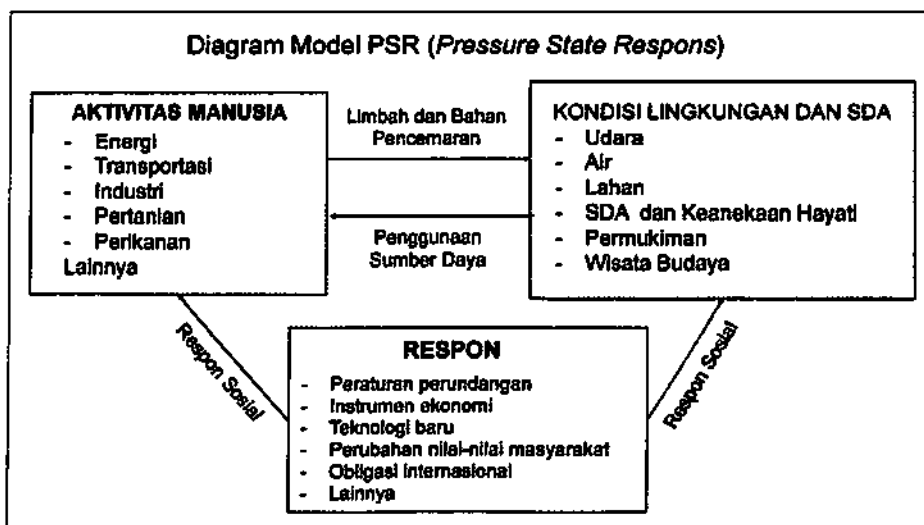 Diagram Model PSR (Pressure State Respons)
AKTIVITAS MANUSIA
- Energi
- Transportasi
- Industri
- Pertanian
- Perikanan
Lainnya
Limbah dan Bahan
Pencemaran
Penggunaan
Sumber Daya
KONDISI LINGKUNGAN DAN SDA
- Udara
- Air
- Lahan
- SDA dan Keanekaan Hayati
- Permukiman
- Wisata Budaya
Respon Sosial
Respon Sosial
RESPON
- Peraturan perundangan
- Instrumen ekonomi
- Teknologi baru
- Perubahan nilai-nilai masyarakat
- Obligasi internasional
- Lainnya